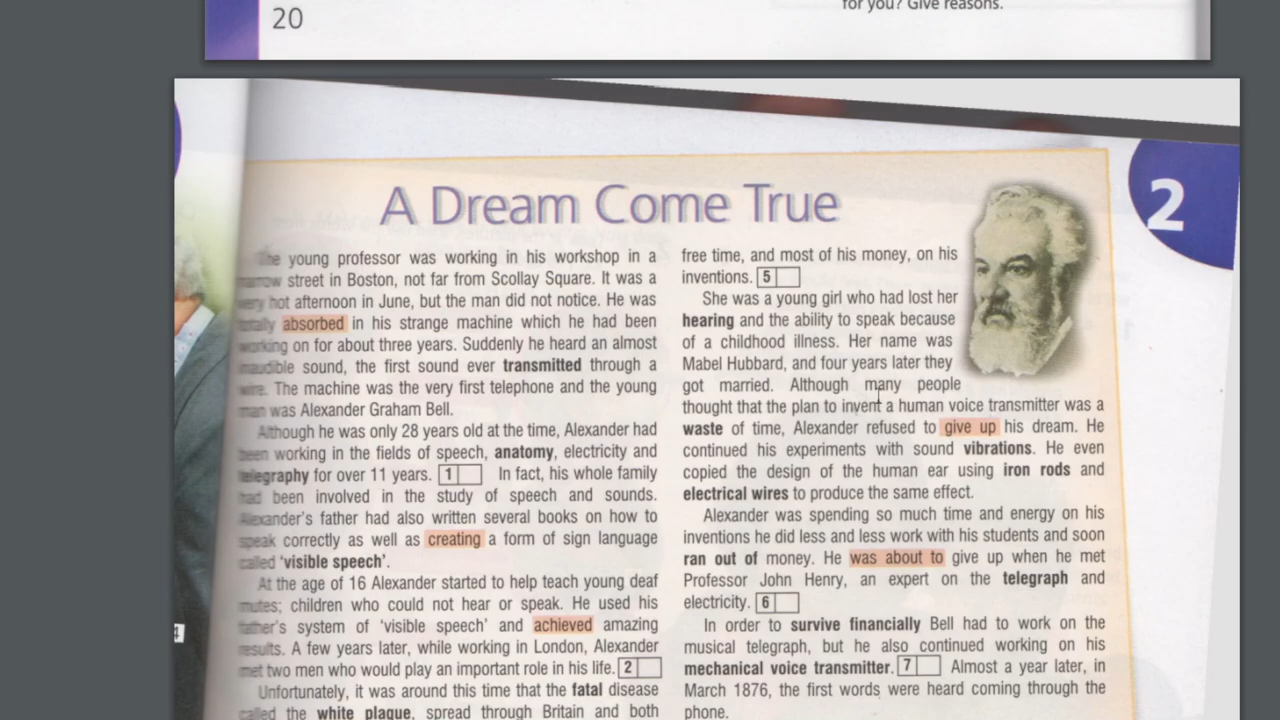 20
for you? Give reasons.
2
A Dream Come True
The young professor was working in his workshop in a
narrow street in Boston, not far from Scollay Square. It was a
very hot afternoon in June, but the man did not notice. He was
totally absorbed in his strange machine which he had been
working on for about three years. Suddenly he heard an almost
inaudible sound, the first sound ever transmitted through a
wire. The machine was the very first telephone and the young
man was Alexander Graham Bell.
Although he was only 28 years old at the time, Alexander had
been working in the fields of speech, anatomy, electricity and
telegraphy for over 11 years. 1 In fact, his whole family
had been involved in the study of speech and sounds.
Alexander's father had also written several books on how to
speak correctly as well as creating a form of sign language
called 'visible speech'.
At the age of 16 Alexander started to help teach young deaf
mutes; children who could not hear or speak. He used his
father's system of 'visible speech' and achieved amazing
results. A few years later, while working in London, Alexander
met two men who would play an important role in his life. 2
Unfortunately, it was around this time that the fatal disease
called the white plague, spread through Britain and both
free time, and most of his money, on his
inventions. 5
She was a young girl who had lost her
hearing and the ability to speak because
of a childhood illness. Her name was
Mabel Hubbard, and four years later they
got married. Although many people
thought that the plan to invent a human voice transmitter was a
waste of time, Alexander refused to give up his dream. He
continued his experiments with sound vibrations. He even
copied the design of the human ear using iron rods and
electrical wires to produce the same effect.
Alexander was spending so much time and energy on his
inventions he did less and less work with his students and soon
ran out of money. He was about to give up when he met
Professor John Henry, an expert on the telegraph and
electricity. 6
In order to survive financially Bell had to work on the
musical telegraph, but he also continued working on his
mechanical voice transmitter. 7 Almost a year later, in
March 1876, the first words were heard coming through the
phone.